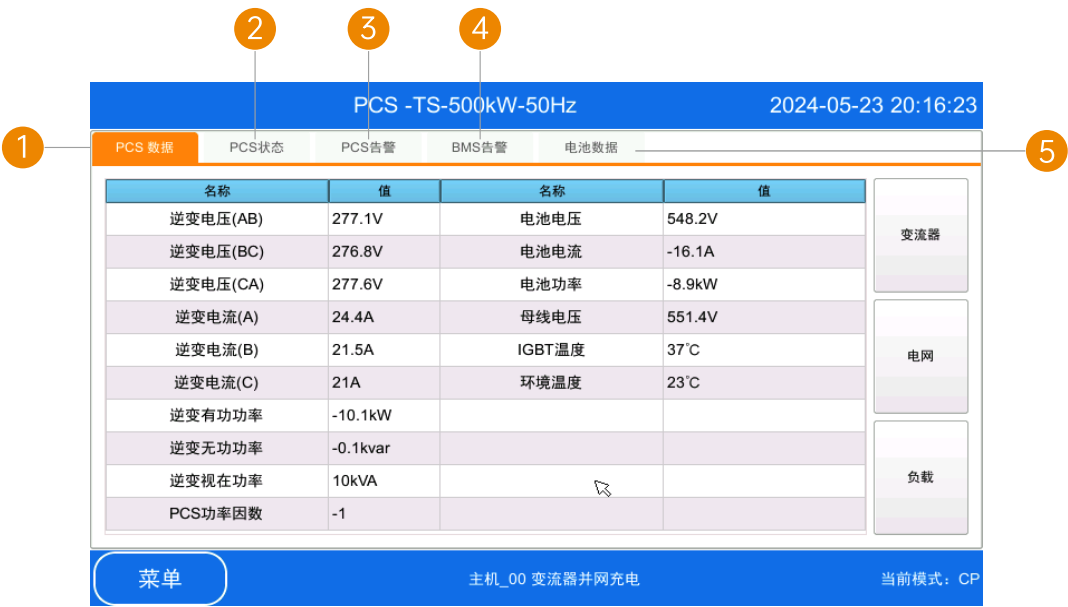 2 3 4
PCS -TS-500kW-50Hz 2024-05-23 20:16:23
1 PCS 数据 PCS状态 PCS告警 BMS告警 电池数据 5
名称 值 名称 值
逆变电压(AB) 277.1V 电池电压 548.2V
变流器
逆变电压(BC) 276.8V 电池电流 -16.1A
逆变电压(CA) 277.6V 电池功率 -8.9kW
逆变电流(A) 24.4A 母线电压 551.4V
逆变电流(B) 21.5A IGBT温度 37℃
电网
逆变电流(C) 21A 环境温度 23℃
逆变有功功率 -10.1kW
逆变无功功率 -0.1kvar
逆变视在功率 10kVA
负载
PCS功率因数 -1
菜单 主机_00 变流器并网充电 当前模式：CP